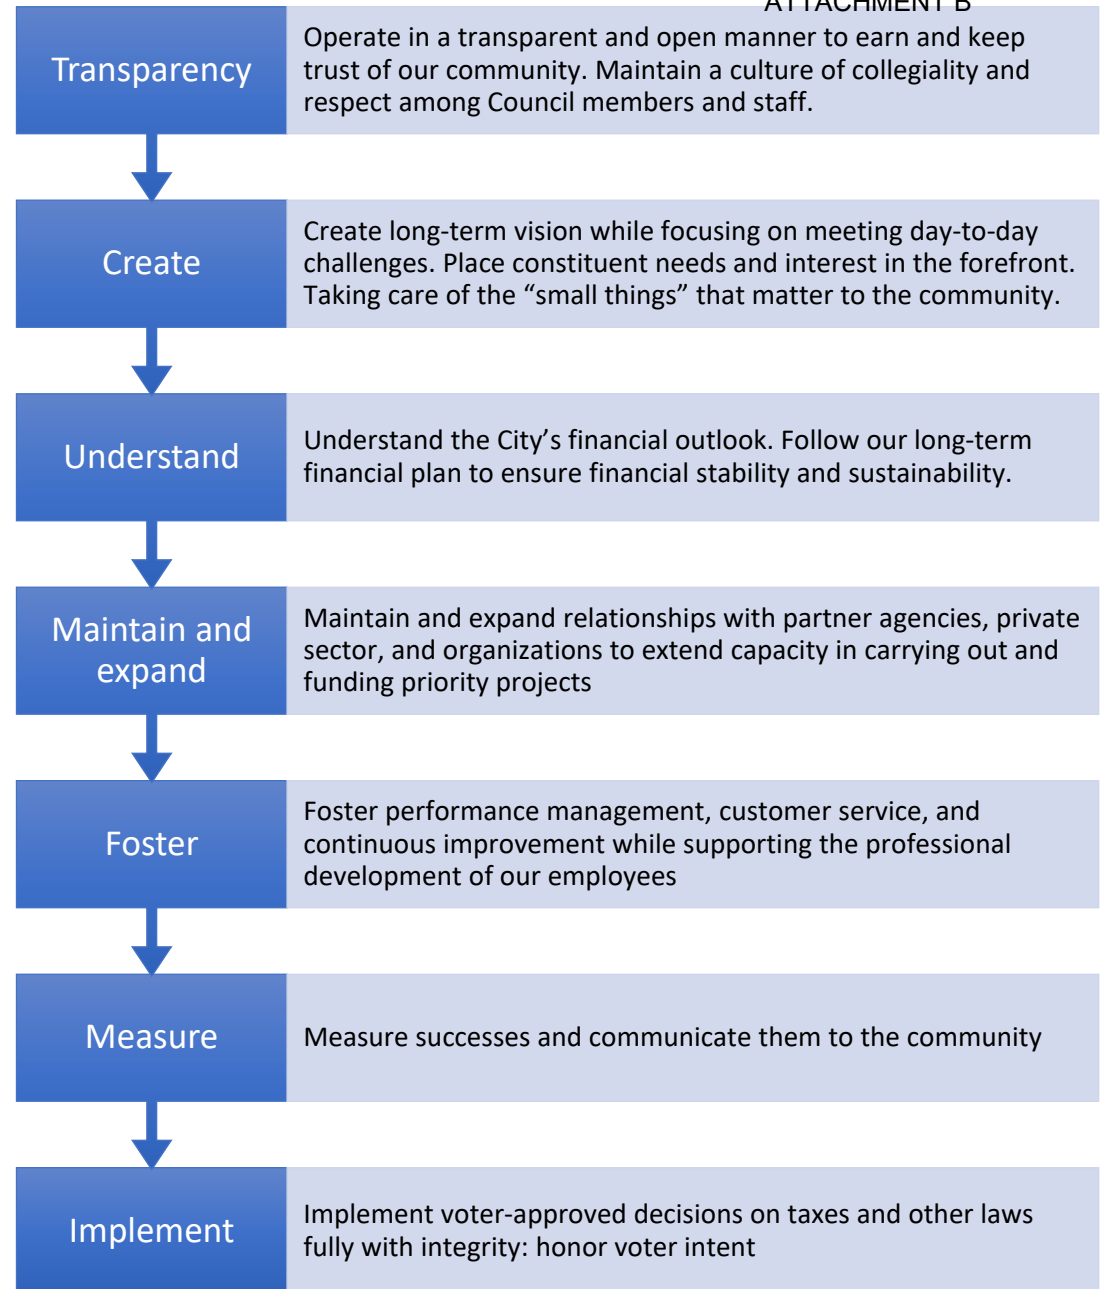 ATTACHMENT B
Transparency
Operate in a transparent and open manner to earn and keep
trust of our community. Maintain a culture of collegiality and
respect among Council members and staff.
Create
Create long-term vision while focusing on meeting day-to-day
challenges. Place constituent needs and interest in the forefront.
Taking care of the “small things” that matter to the community.
Understand
Understand the City’s financial outlook. Follow our long-term
financial plan to ensure financial stability and sustainability.
Maintain and
expand
Maintain and expand relationships with partner agencies, private
sector, and organizations to extend capacity in carrying out and
funding priority projects
Foster
Foster performance management, customer service, and
continuous improvement while supporting the professional
development of our employees
Measure
Measure successes and communicate them to the community
Implement
Implement voter-approved decisions on taxes and other laws
fully with integrity: honor voter intent